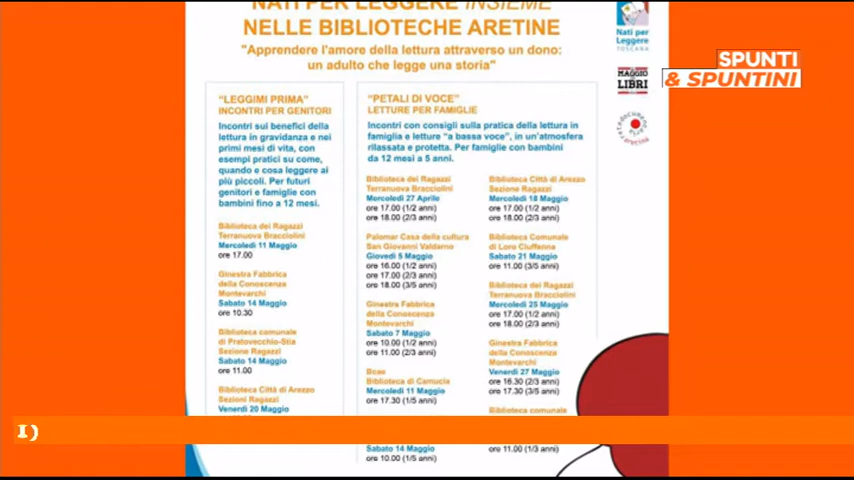 NATI PER LEGGERE INSIEME
NELLE BIBLIOTECHE ARETINE
"Apprendere l'amore della lettura attraverso un dono:
un adulto che legge una storia"
Nati per
Leggere
TOSCANA
MAGGIO
LIBRI
SPUNTI
& SPUNTINI
"LEGGIMI PRIMA"
INCONTRI PER GENITORI
Incontri sui benefici della
lettura in gravidanza e nei
primi mesi di vita, con
esempi pratici su come,
quando e cosa leggere ai
più piccoli. Per futuri
genitori e famiglie con
bambini fino a 12 mesi.
Biblioteca dei Ragazzi
Terranuova Bracciolini
Mercoledì 11 Maggio
ore 17.00
Ginestra Fabbrica
della Conoscenza
Montevarchi
Sabato 14 Maggio
ore 10.30
Biblioteca comunale
di Pratovecchio-Stia
Sezione Ragazzi
Sabato 14 Maggio
ore 11.00
Biblioteca Città di Arezzo
Sezioni Ragazzi
Venerdì 20 Maggio
"PETALI DI VOCE"
LETTURE PER FAMIGLIE
Incontri con consigli sulla pratica della lettura in
famiglia e letture "a bassa voce", in un'atmosfera
rilassata e protetta. Per famiglie con bambini
da 12 mesi a 5 anni.
Biblioteca dei Ragazzi
Terranuova Bracciolini
Mercoledì 27 Aprile
ore 17.00 (1/2 anni)
ore 18.00 (2/3 anni)
Palomar Casa della cultura
San Giovanni Valdarno
Giovedì 5 Maggio
ore 16.00 (1/2 anni)
ore 17.00 (2/3 anni)
ore 18.00 (3/5 anni)
Ginestra Fabbrica
della Conoscenza
Montevarchi
Sabato 7 Maggio
ore 10.00 (1/2 anni)
ore 11.00 (2/3 anni)
Biblioteca di Camucia
Mercoledì 11 Maggio
ore 17.30 (1/5 anni)
Sabato 14 Maggio
ore 10.00 (1/5 anni)
Biblioteca Città di Arezzo
Sezione Ragazzi
Mercoledì 18 Maggio
ore 17.00 (1/2 anni)
ore 18.00 (2/3 anni)
Biblioteca Comunale
di Loro Ciuffenna
Sabato 21 Maggio
ore 11.00 (3/5 anni)
Biblioteca dei Ragazzi
Terranuova Bracciolini
Mercoledì 25 Maggio
ore 17.00 (1/2 anni)
ore 18.00 (2/3 anni)
Ginestra Fabbrica
della Conoscenza
Montevarchi
Venerdì 27 Maggio
ore 16.30 (2/3 anni)
ore 17.30 (3/5 anni)
Biblioteca comunale
ore 11.00 (1/3 anni)
1)